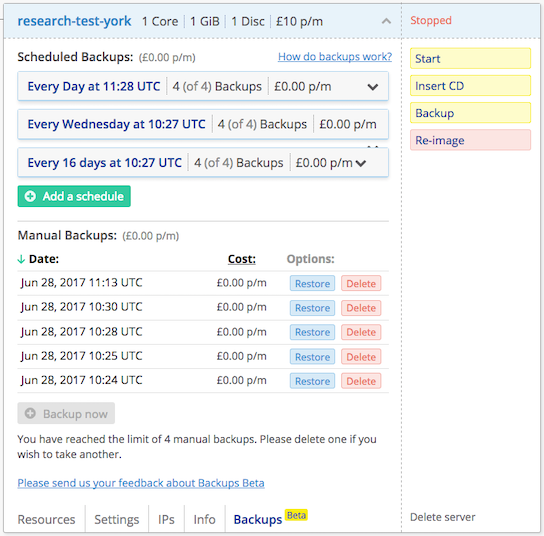 research-test-york 1 Core 1 GiB 1 Disc £10 p/m
Stopped
Scheduled Backups: (£0.00 p/m) How do backups work?
Start
Every Day at 11:28 UTC 4 (of 4) Backups £0.00 p/m
Insert CD
Backup
Every Wednesday at 10:27 UTC 4 (of 4) Backups £0.00 p/m
Re-image
Every 16 days at 10:27 UTC 4 (of 4) Backups £0.00 p/m
Add a schedule
Manual Backups: (£0.00 p/m)
Date: Cost: Options:
Jun 28, 2017 11:13 UTC £0.00 p/m Restore Delete
Jun 28, 2017 10:30 UTC £0.00 p/m Restore Delete
Jun 28, 2017 10:28 UTC £0.00 p/m Restore Delete
Jun 28, 2017 10:25 UTC £0.00 p/m Restore Delete
Jun 28, 2017 10:24 UTC £0.00 p/m Restore Delete
Backup now
You have reached the limit of 4 manual backups. Please delete one if you
wish to take another.
Please send us your feedback about Backups Beta
Resources Settings IPs Info Backups Beta
Delete server